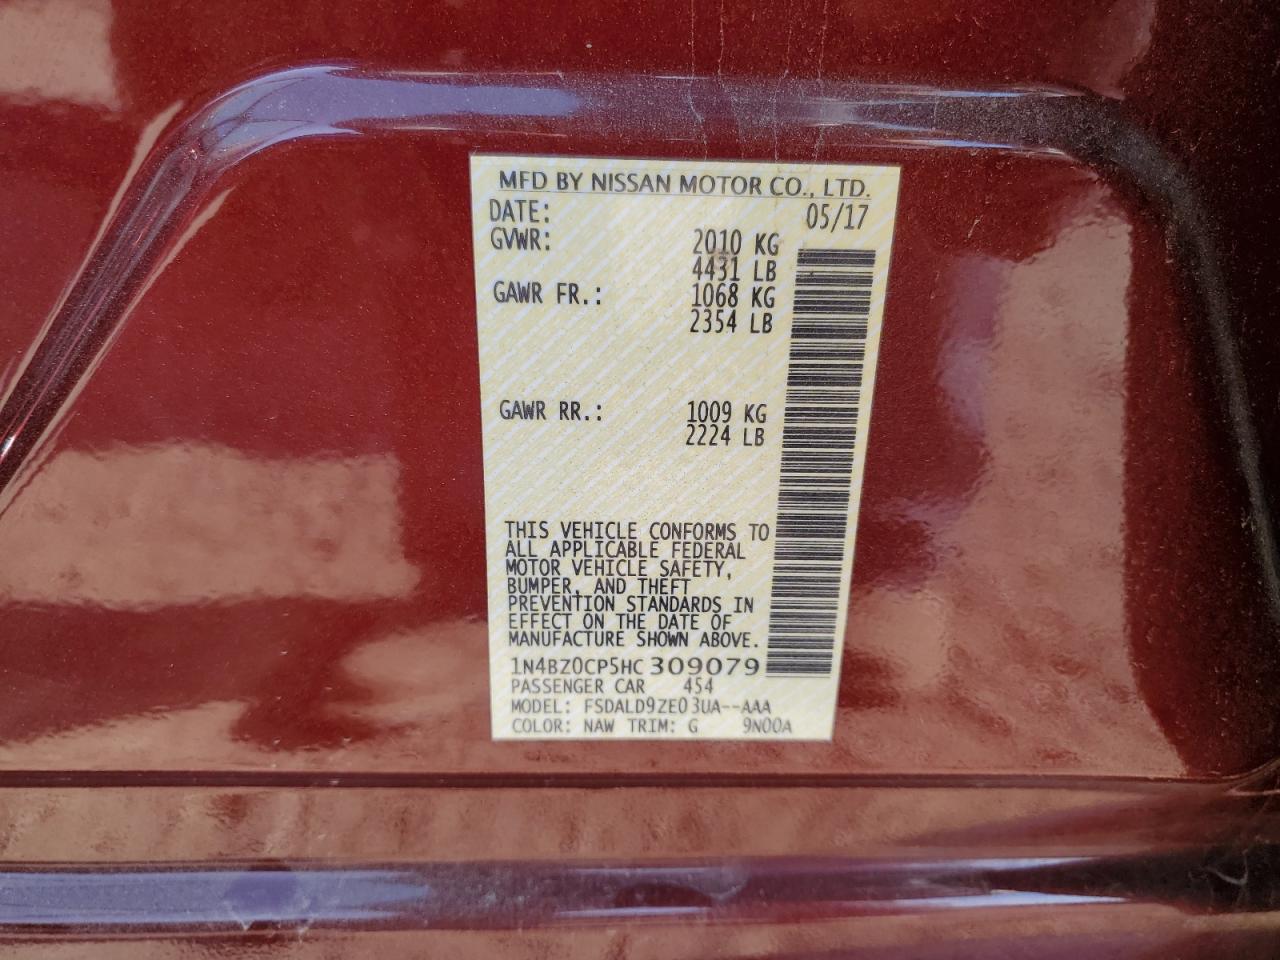 MFD BY NISSAN MOTOR CO., LTD.
DATE: 05/17
GVWR: 2010 KG
4431 LB
GAWR FR.: 1068 KG
2354 LB
GAWR RR.: 1009 KG
2224 LB
THIS VEHICLE CONFORMS TO
ALL APPLICABLE FEDERAL
MOTOR VEHICLE SAFETY,
BUMPER, AND THEFT
PREVENTION STANDARDS IN
EFFECT ON THE DATE OF
MANUFACTURE SHOWN ABOVE.
1N4BZ0CP5HC309079
PASSENGER CAR 454
MODEL: FSDALD9ZE03UA--AAA
COLOR: NAW TRIM: G 9N00A